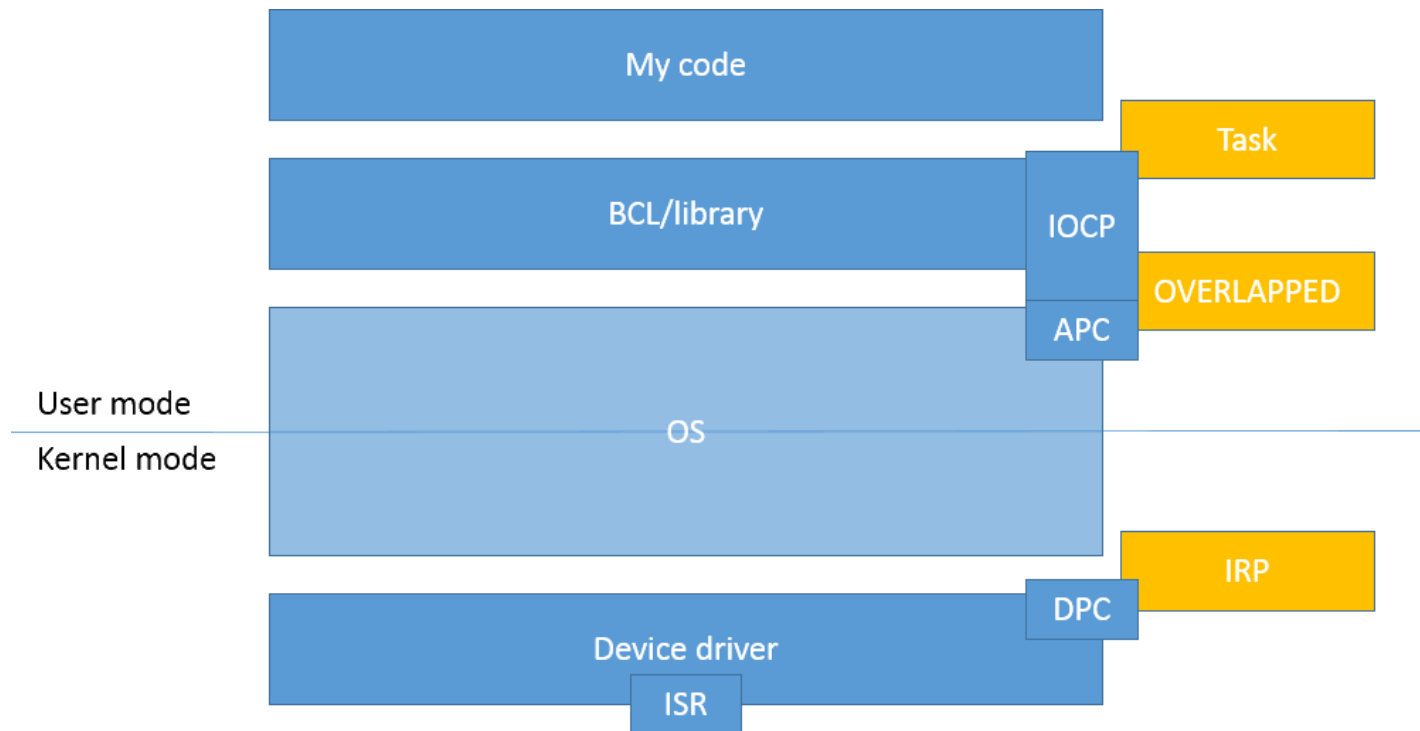 My code
Task
BCL/library
IOCP
OVERLAPPED
APC
User mode
OS
Kernel mode
IRP
DPC
Device driver
ISR